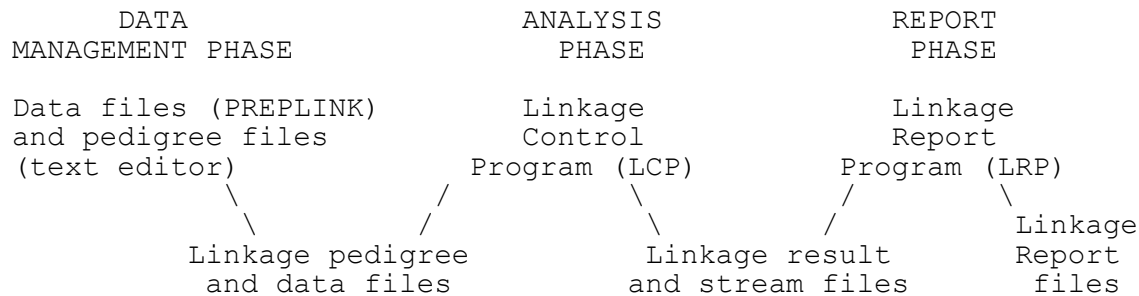 DATA ANALYSIS REPORT
MANAGEMENT PHASE PHASE PHASE
Data files (PREPLINK) Linkage Linkage
and pedigree files Control Report
(text editor) Program (LCP) Program (LRP)
\ / \ / \
\ / \ / Linkage
Linkage pedigree Linkage result Report
and data files and stream files files